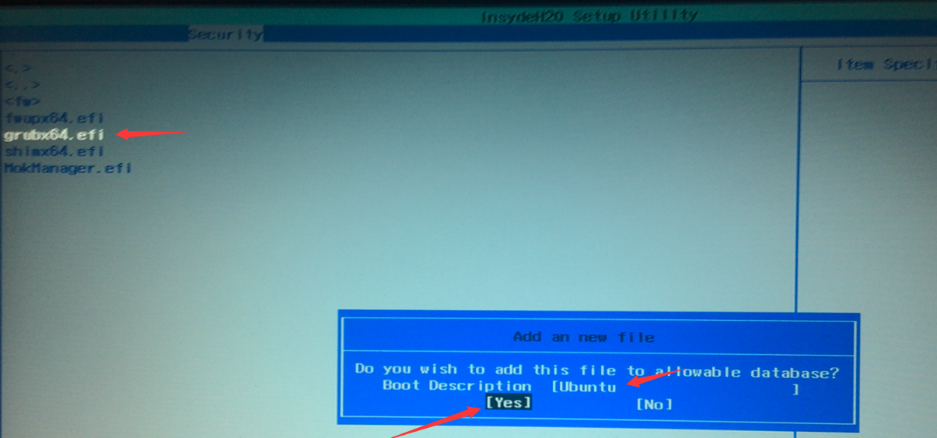 InsydeH20 Setup Utility
Security
Item Speci
<.>
<..>
<fw>
fwupx64.efi
grubx64.efi
shimx64.efi
MokManager.efi
Add an new file
Do you wish to add this file to allowable database?
Boot Description [Ubuntu ]
[Yes] [No]